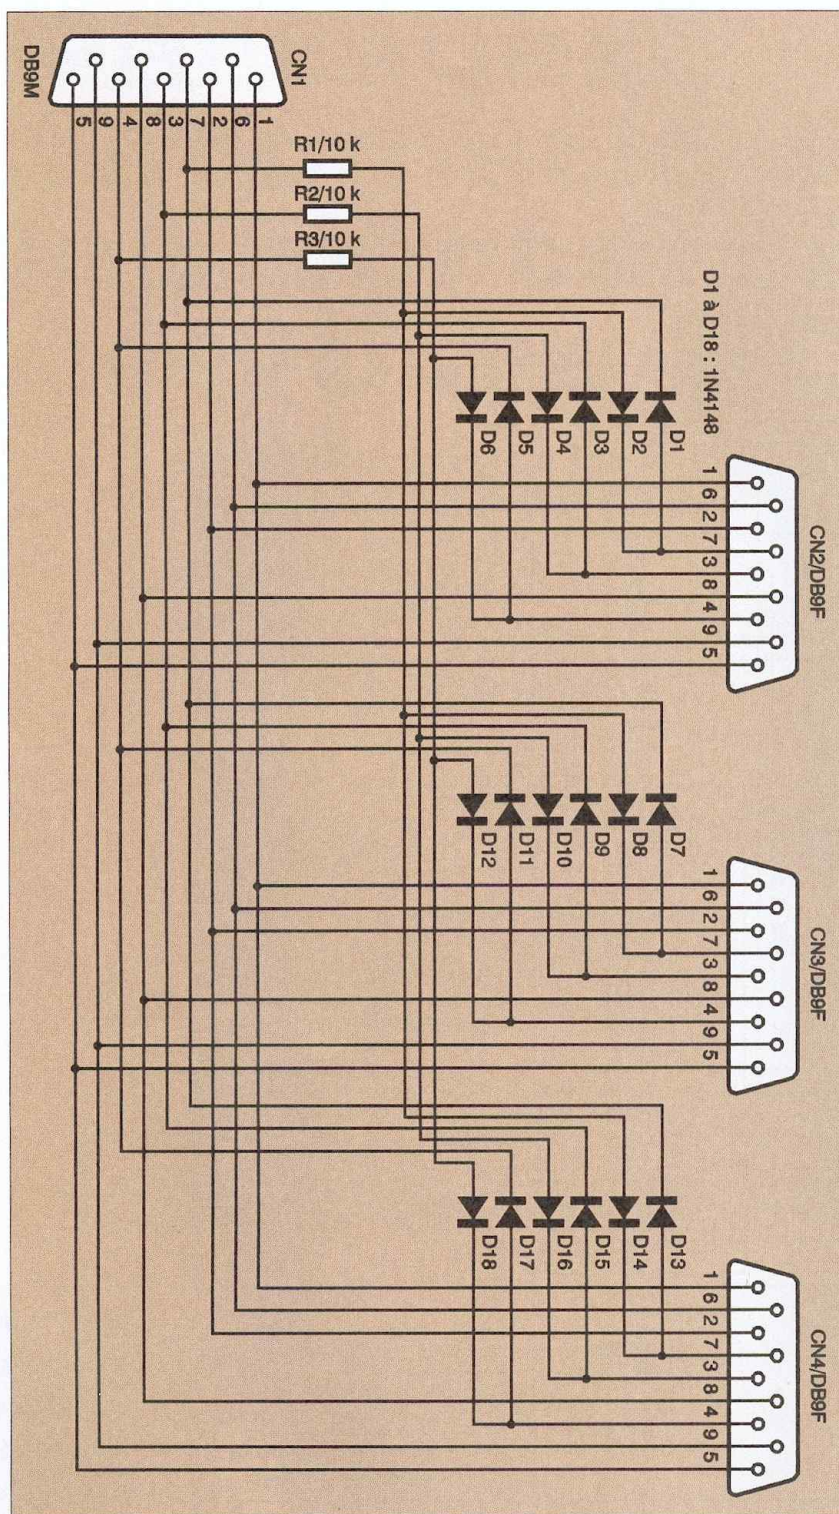 CN1
DB9M
5 9 4 8 3 7 2 6 1
R1/10 k
R2/10 k
R3/10 k
D1 à D18 : 1N4148
D6 D5 D4 D3 D2 D1
1 6 2 7 3 8 4 9 5
CN2/DB9F
D12 D11 D10 D9 D8 D7
1 6 2 7 3 8 4 9 5
CN3/DB9F
D18 D17 D16 D15 D14 D13
1 6 2 7 3 8 4 9 5
CN4/DB9F